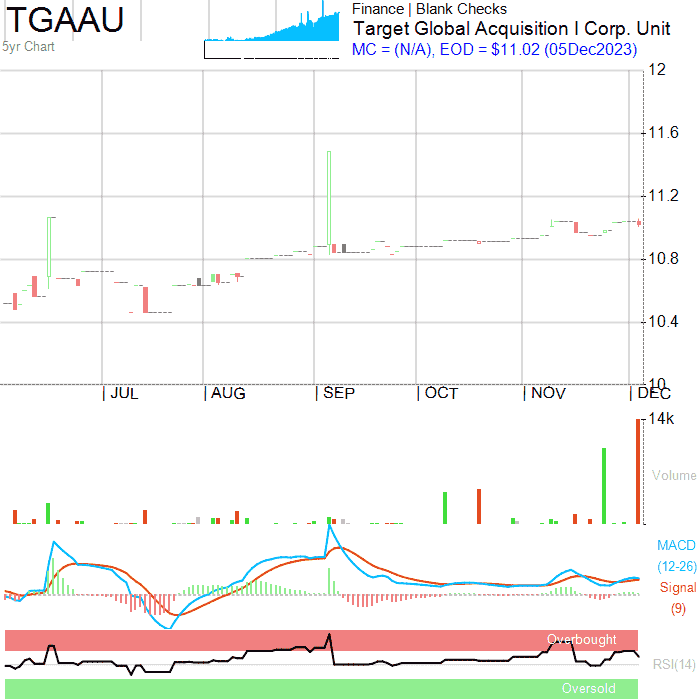 TGAAU
5yr Chart
Finance | Blank Checks
Target Global Acquisition I Corp. Unit
MC = (N/A), EOD = $11.02 (05Dec2023)
12
11.6
11.2
10.8
10.4
10
| JUL | AUG | SEP | OCT | NOV | DEC
14k
Volume
MACD
(12-26)
Signal
(9)
Overbought
RSI(14)
Oversold